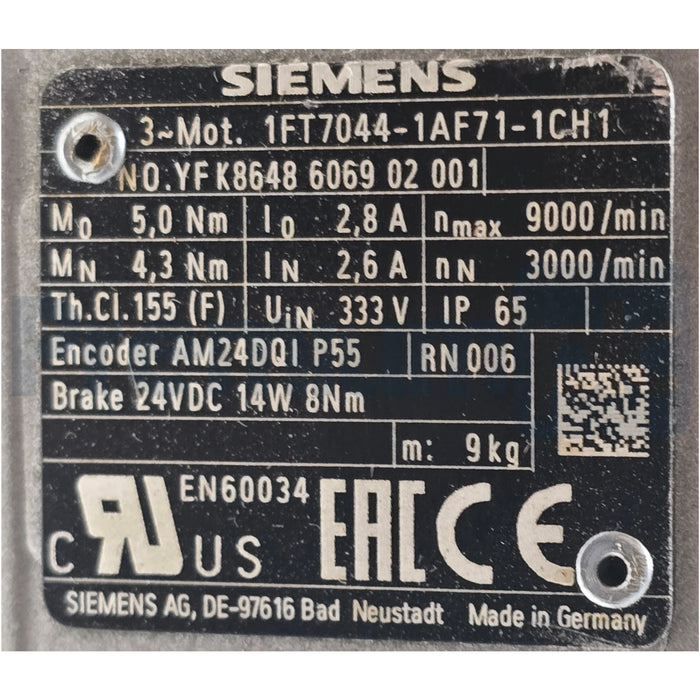 SIEMENS
3~Mot. 1FT7044-1AF71-1CH1
NO.YFK8648 6069 02 001
M0 5,0 Nm I0 2,8 A nmax 9000/min
MN 4,3 Nm IN 2,6 A nN 3000/min
Th.Cl.155 (F) UiN 333 V IP 65
Encoder AM24DQI P55 RN 006
Brake 24VDC 14W 8Nm
m: 9 kg
EN60034
C RU US EAC CE
SIEMENS AG, DE-97616 Bad Neustadt Made in Germany